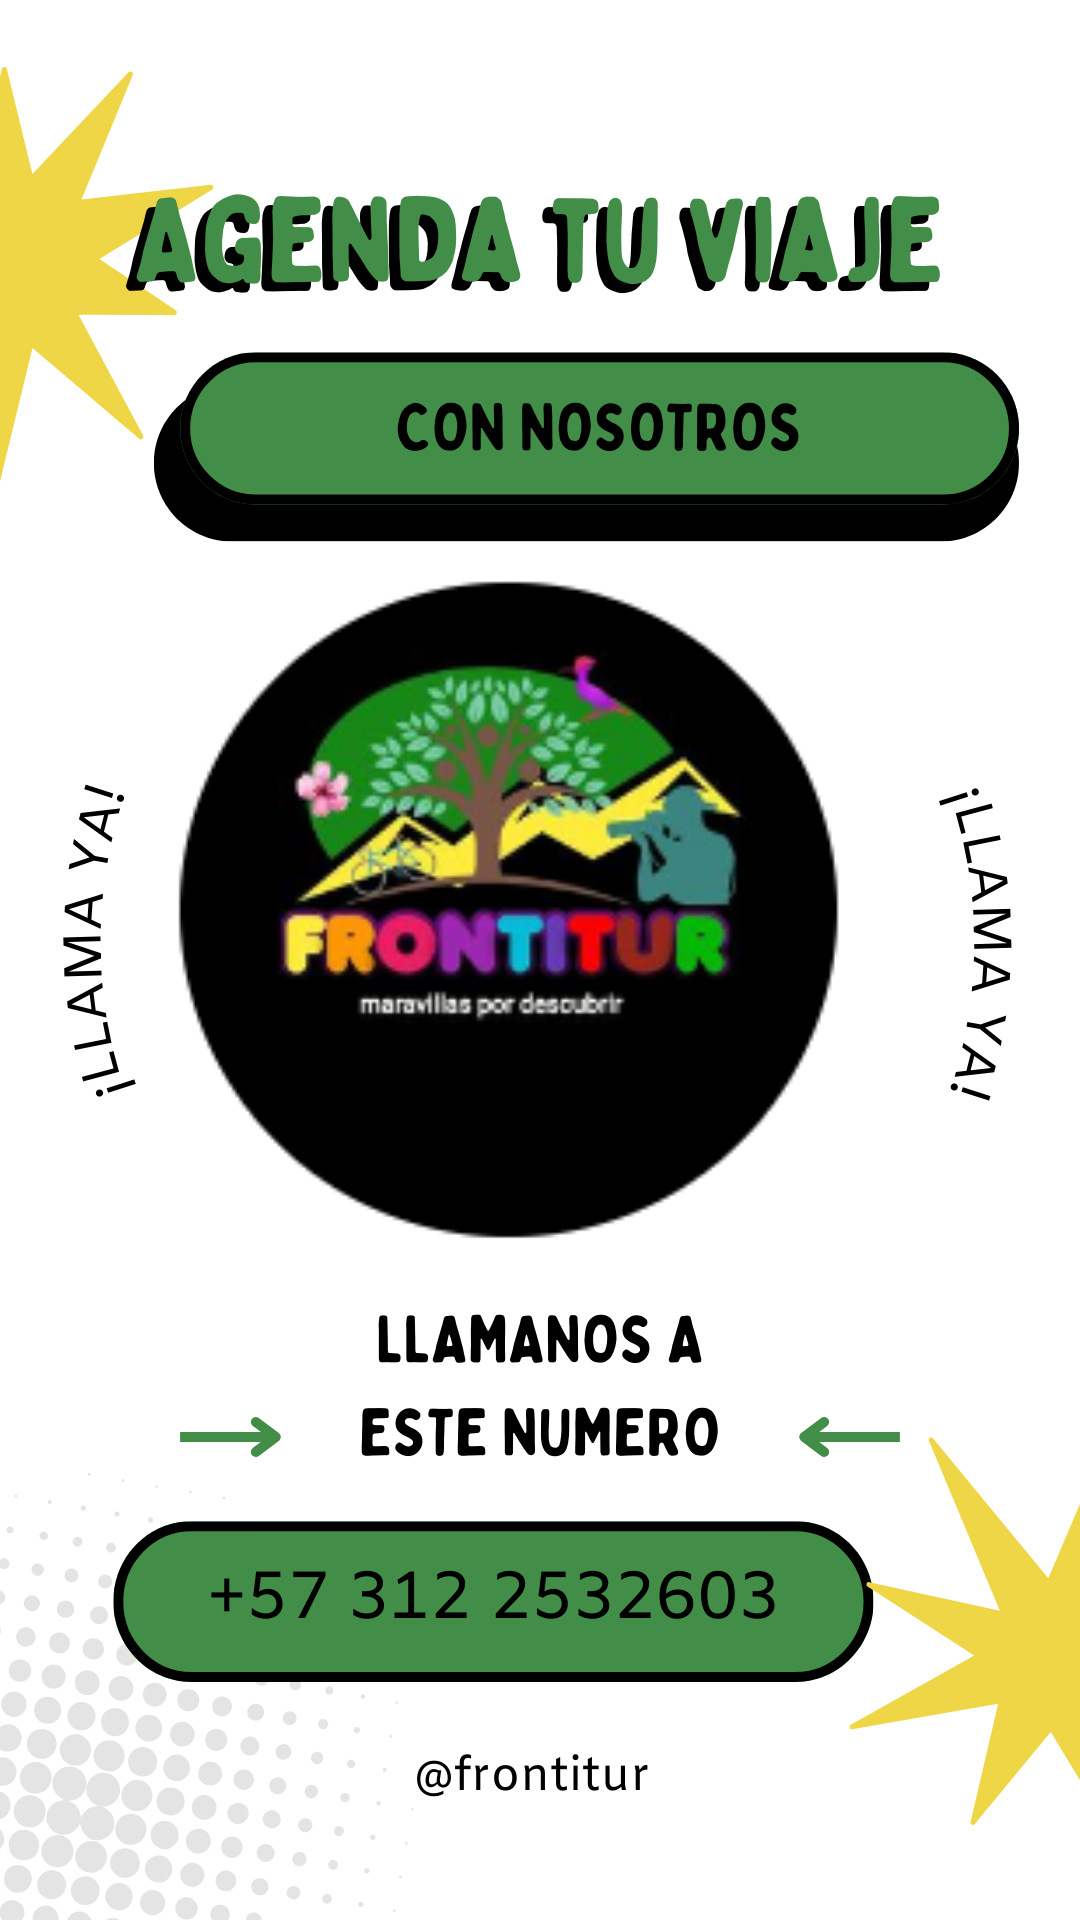 AGENDA TU VIAJE
CON NOSOTROS
¡LLAMA YA!
¡LLAMA YA!
FRONTITUR
maravillas por descubrir
LLAMANOS A
ESTE NUMERO
+57 312 2532603
@frontitur